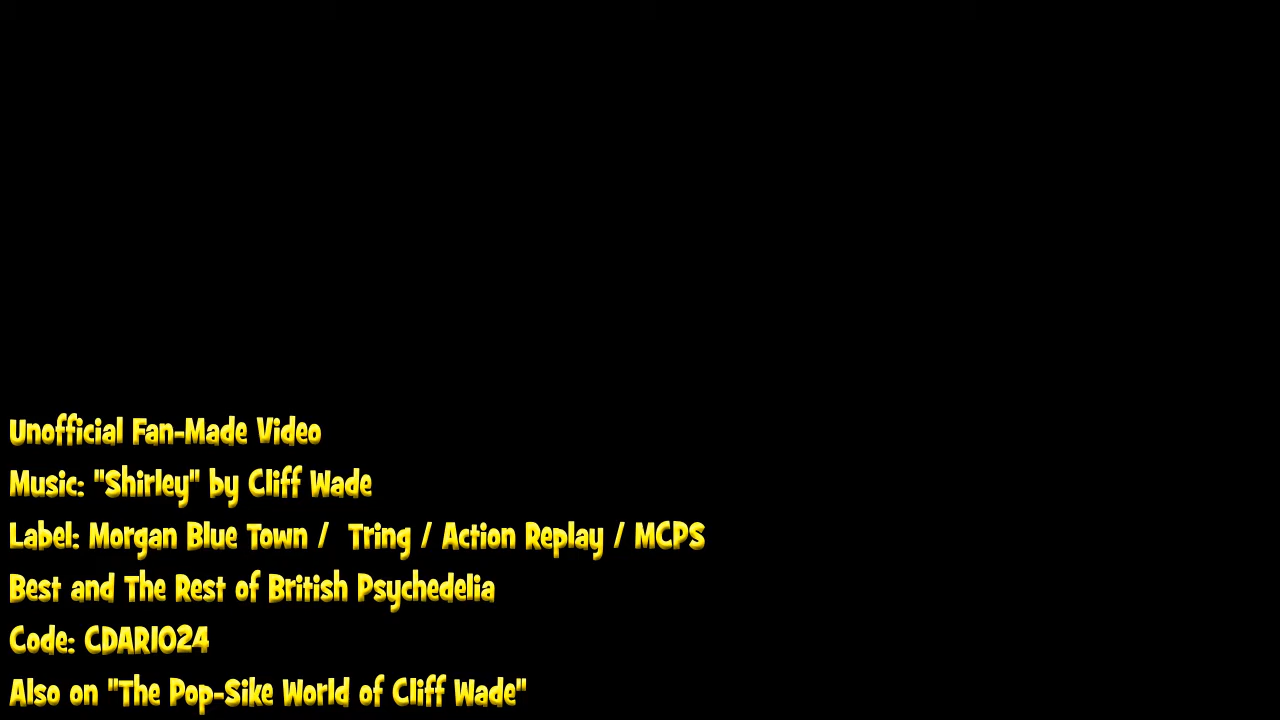 Unofficial Fan-Made Video
Music: "Shirley" by Cliff Wade
Label: Morgan Blue Town /  Tring / Action Replay / MCPS
Best and The Rest of British Psychedelia
Code: CDAR1024
Also on "The Pop-Sike World of Cliff Wade"